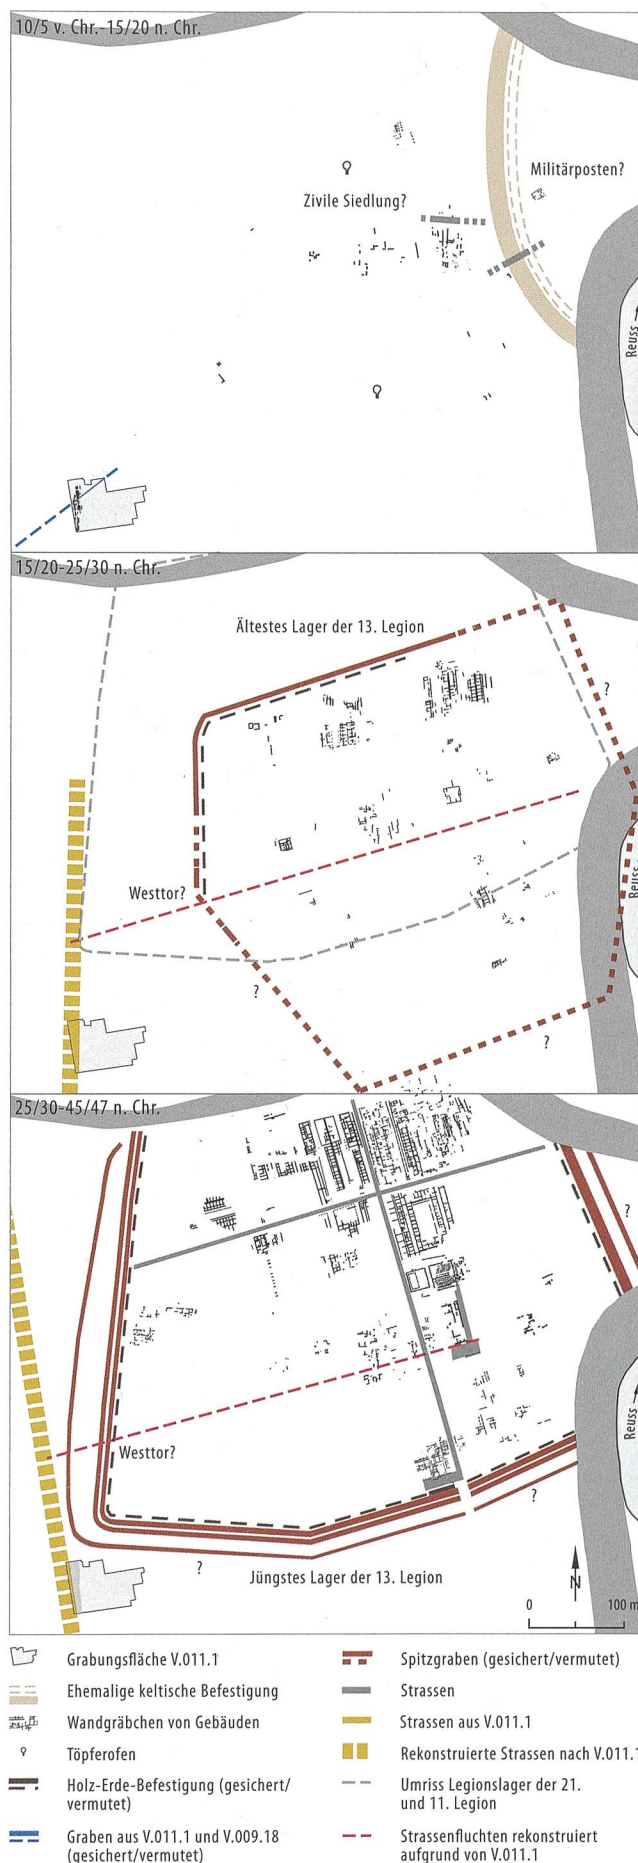 10/5 v. Chr.-15/20 n. Chr.
Militärposten?
Zivile Siedlung?
Reuss
15/20-25/30 n. Chr.
Ältestes Lager der 13. Legion
?
Westtor?
Reuss
?
?
25/30-45/47 n. Chr.
?
Reuss
Westtor?
?
?
Jüngstes Lager der 13. Legion
N
0 100 m
Grabungsfläche V.011.1
Ehemalige keltische Befestigung
Wandgräbchen von Gebäuden
Töpferofen
Holz-Erde-Befestigung (gesichert/
vermutet)
Graben aus V.011.1 und V.009.18
(gesichert/vermutet)
Spitzgraben (gesichert/vermutet)
Strassen
Strassen aus V.011.1
Rekonstruierte Strassen nach V.011.1
Umriss Legionslager der 21.
und 11. Legion
Strassenfluchten rekonstruiert
aufgrund von V.011.1